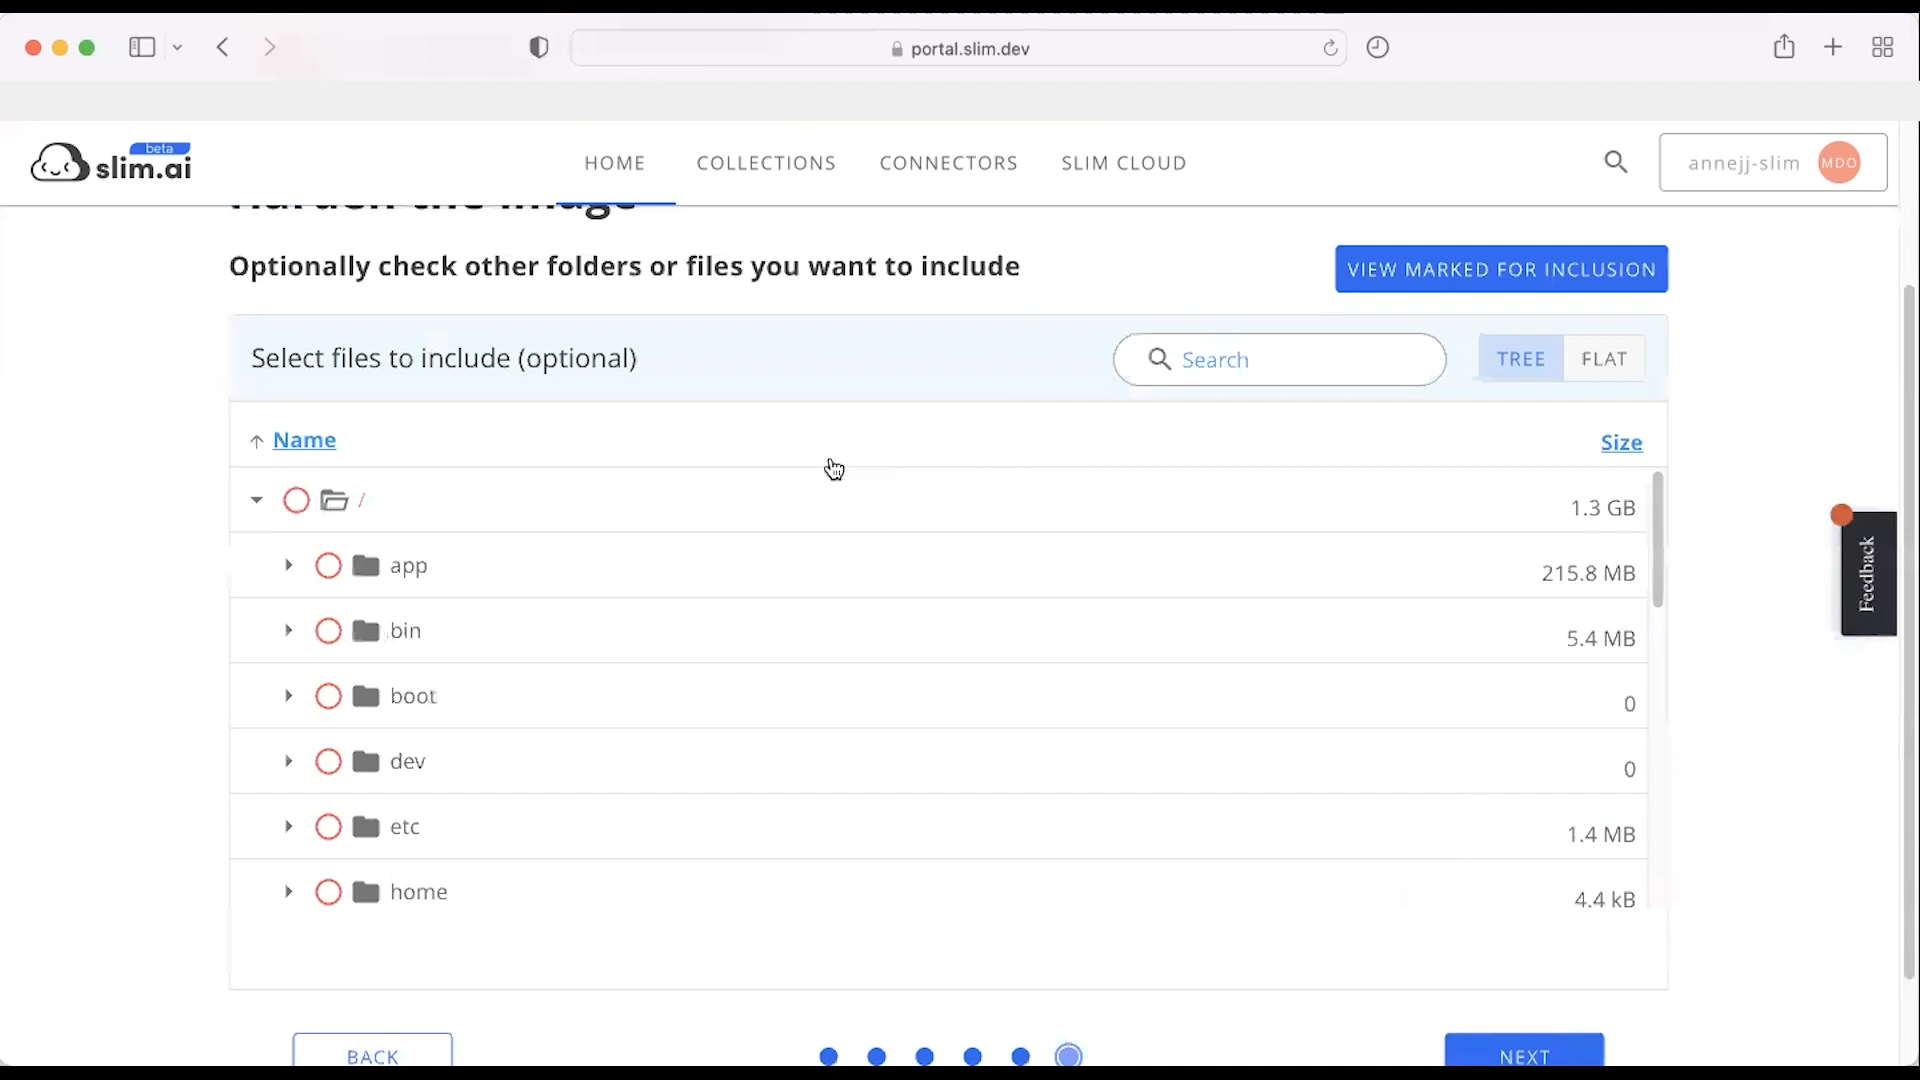 portal.slim.dev
beta
slim.ai
HOME COLLECTIONS CONNECTORS SLIM CLOUD
annejj-slim MDO
Harden the image
Optionally check other folders or files you want to include
VIEW MARKED FOR INCLUSION
Select files to include (optional)
Search
TREE FLAT
Name Size
/ 1.3 GB
app 215.8 MB
bin 5.4 MB
boot 0
dev 0
etc 1.4 MB
home 4.4 kB
Feedback
BACK NEXT